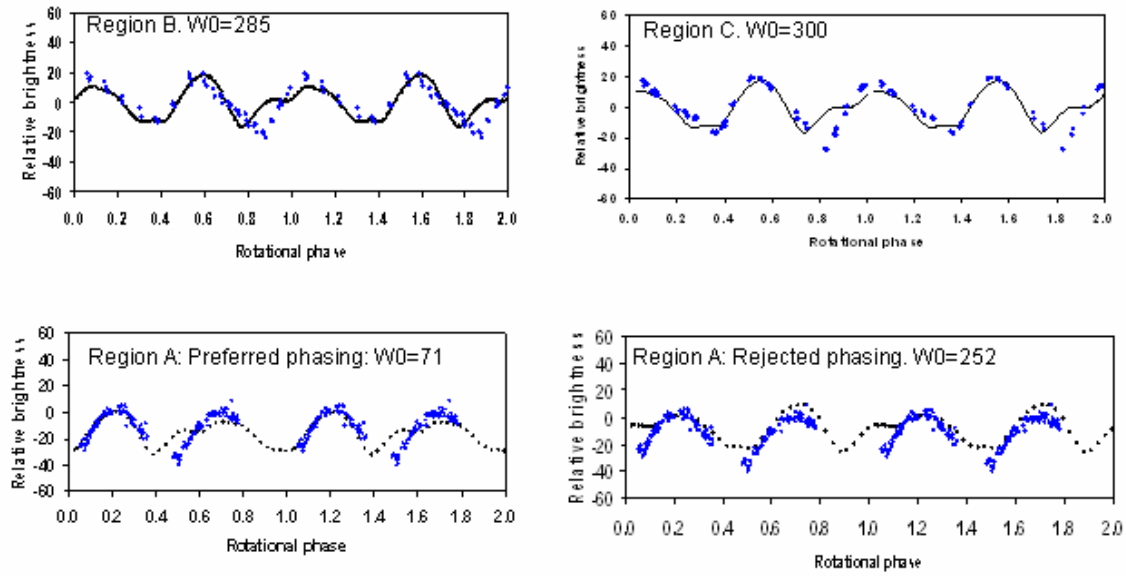 Region B. W0=285
Relative brightness
60
40
20
0
-20
-40
-60
0.0 0.2 0.4 0.6 0.8 1.0 1.2 1.4 1.6 1.8 2.0
Rotational phase
Region C. W0=300
Relative brightness
60
40
20
0
-20
-40
-60
0.0 0.2 0.4 0.6 0.8 1.0 1.2 1.4 1.6 1.8 2.0
Rotational phase
Region A: Preferred phasing: W0=71
Relative brightness
60
40
20
0
-20
-40
-60
0.0 0.2 0.4 0.6 0.8 1.0 1.2 1.4 1.6 1.8 2.0
Rotational phase
Region A: Rejected phasing. W0=252
Relative brightness
60
40
20
0
-20
-40
-60
0.0 0.2 0.4 0.6 0.8 1.0 1.2 1.4 1.6 1.8 2.0
Rotational phase